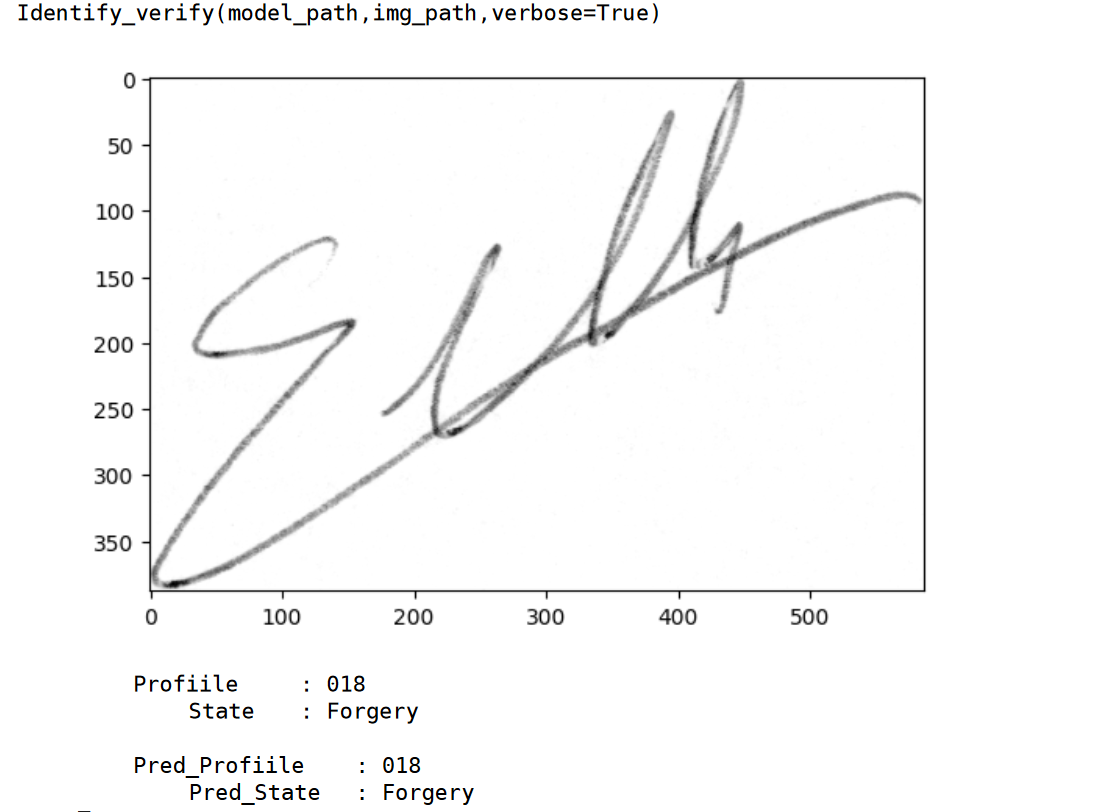 Identify_verify(model_path,img_path,verbose=True)
0
50
100
150
200
250
300
350
0 100 200 300 400 500
Profiile : 018
State : Forgery
Pred_Profiile : 018
Pred_State : Forgery